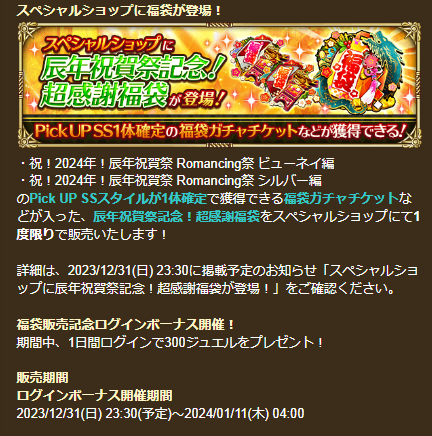 スペシャルショップに福袋が登場！
スペシャルショップに
辰年祝賀祭記念！
超感謝福袋が登場！
福袋
Pick UP SS1体確定の福袋ガチャチケットなどが獲得できる！
・祝！2024年！辰年祝賀祭 Romancing祭 ビューネイ編
・祝！2024年！辰年祝賀祭 Romancing祭 シルバー編
のPick UP SSスタイルが1体確定で獲得できる福袋ガチャチケットな
どが入った、辰年祝賀祭記念！超感謝福袋をスペシャルショップにて1
度限りで販売いたします！
詳細は、2023/12/31(日) 23:30に掲載予定のお知らせ「スペシャルショ
ップに辰年祝賀祭記念！超感謝福袋が登場！」をご確認ください。
福袋販売記念ログインボーナス開催！
期間中、1日間ログインで300ジュエルをプレゼント！
販売期間
ログインボーナス開催期間
2023/12/31(日) 23:30(予定)～2024/01/11(木) 04:00